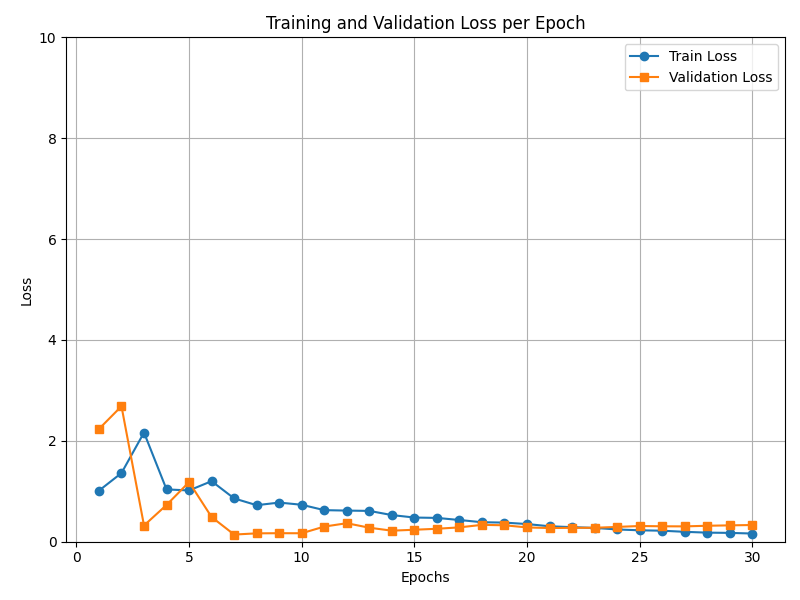 Training and Validation Loss per Epoch
Train Loss
Validation Loss
10
8
6
4
2
0
Loss
0 5 10 15 20 25 30
Epochs